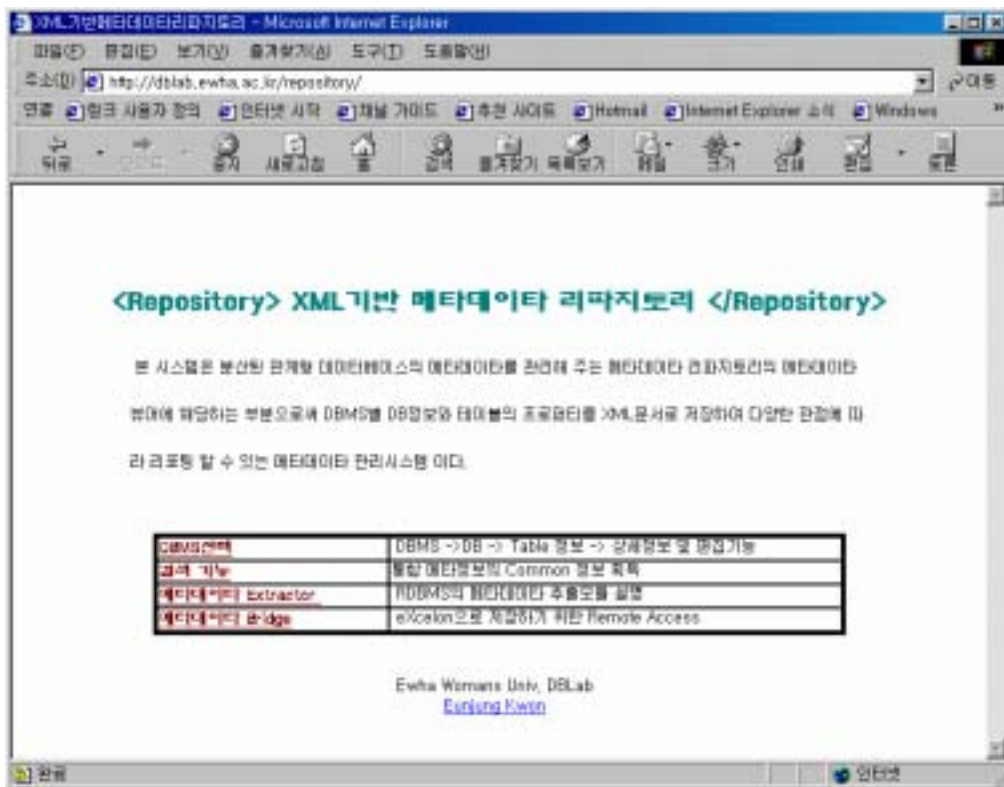 XML기반메타데이타리파지토리 - Microsoft Internet Explorer
파일(F) 편집(E) 보기(V) 즐겨찾기(A) 도구(T) 도움말(H)
주소(D) http://dblab.ewha.ac.kr/repository/ 이동
연결 링크 사용자 정의 인터넷 시작 채널 가이드 추천 사이트 Hotmail Internet Explorer 소식 Windows
뒤로 중지 새로고침 홈 검색 즐겨찾기 목록보기 메일 크기 인쇄 편집 토론
<Repository> XML기반 메타데이타 리파지토리 </Repository>
본 시스템은 분산된 관계형 데이터베이스의 메타데이타를 관리해 주는 메타데이타 리파지토리의 메타데이타
뷰어에 해당하는 부분으로써 DBMS별 DB정보와 테이블의 프로퍼티를 XML문서로 저장하여 다양한 관점에 따
라 리포팅 할 수 있는 메타데이타 관리시스템 이다.
DBMS선택 DBMS ->DB -> Table 정보 -> 상세정보 및 편집기능
검색 기능 통합 메타정보의 Common 정보 획득
메타데이타 Extractor RDBMS의 메타데이타 추출모듈 설명
메타데이타 Bridge eXcelon으로 저장하기 위한 Remote Access
Ewha Womans Univ, DBLab
Eunjung Kwon
완료 인터넷